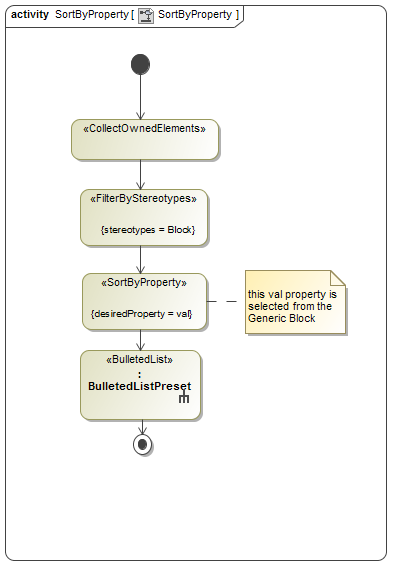 activity SortByProperty [ SortByProperty ]
«CollectOwnedElements»
«FilterByStereotypes»
{stereotypes = Block}
«SortByProperty»
{desiredProperty = val}
this val property is
selected from the
Generic Block
«BulletedList»
:
BulletedListPreset